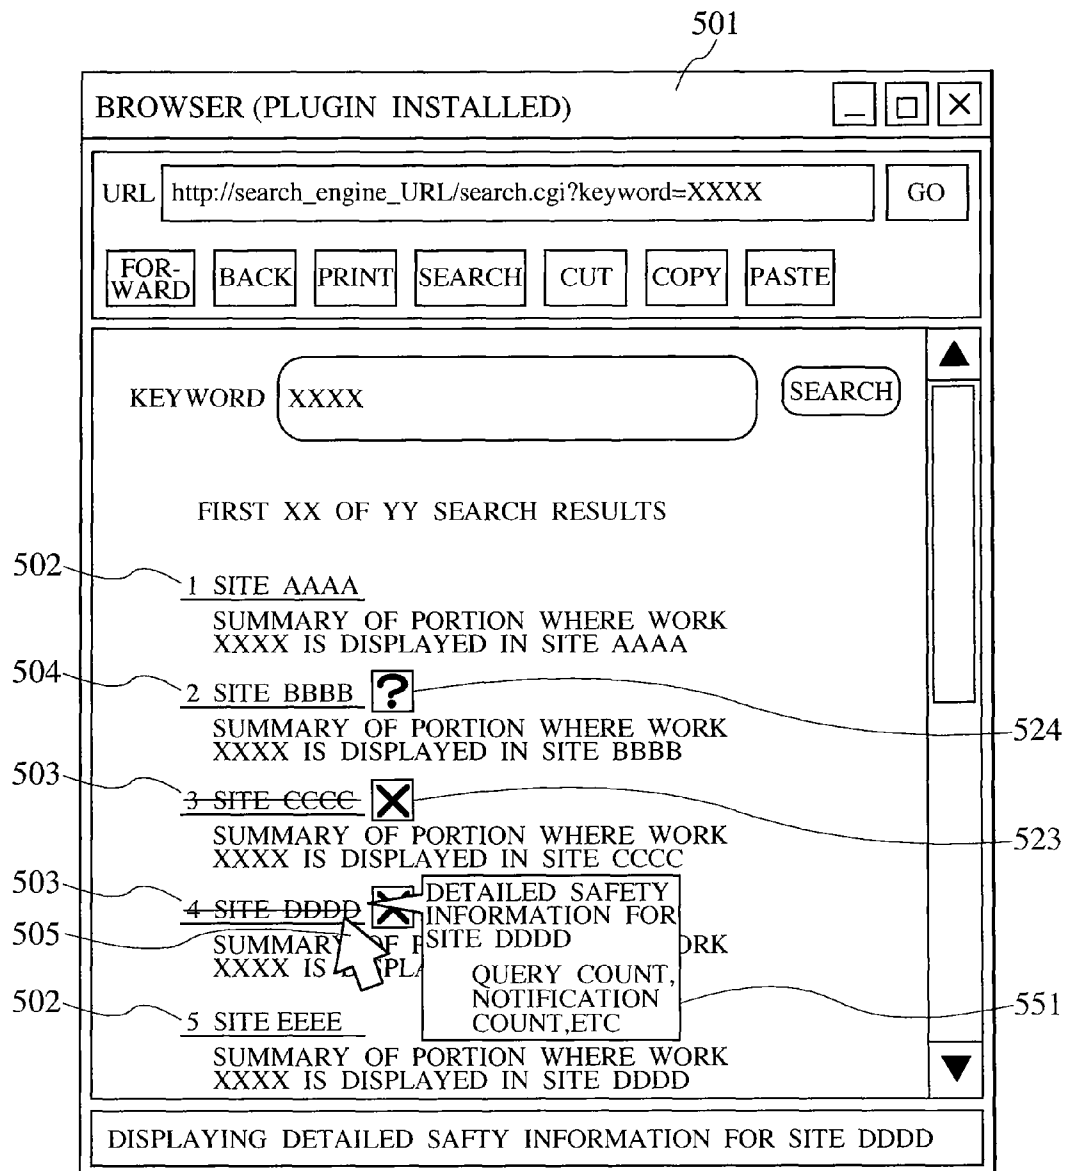 501
BROWSER (PLUGIN INSTALLED)
URL http://search_engine_URL/search.cgi?keyword=XXXX GO
FOR-
WARD BACK PRINT SEARCH CUT COPY PASTE
KEYWORD XXXX SEARCH
FIRST XX OF YY SEARCH RESULTS
502
1 SITE AAAA
SUMMARY OF PORTION WHERE WORK
XXXX IS DISPLAYED IN SITE AAAA
504
2 SITE BBBB ?
524
SUMMARY OF PORTION WHERE WORK
XXXX IS DISPLAYED IN SITE BBBB
503
3 SITE CCCC
523
SUMMARY OF PORTION WHERE WORK
XXXX IS DISPLAYED IN SITE CCCC
503
4 SITE DDDD
505
SUMMARY OF P
ORK
XXXX IS DISPLA
DETAILED SAFETY
INFORMATION FOR
SITE DDDD
QUERY COUNT,
NOTIFICATION
COUNT,ETC
551
502
5 SITE EEEE
SUMMARY OF PORTION WHERE WORK
XXXX IS DISPLAYED IN SITE DDDD
DISPLAYING DETAILED SAFTY INFORMATION FOR SITE DDDD